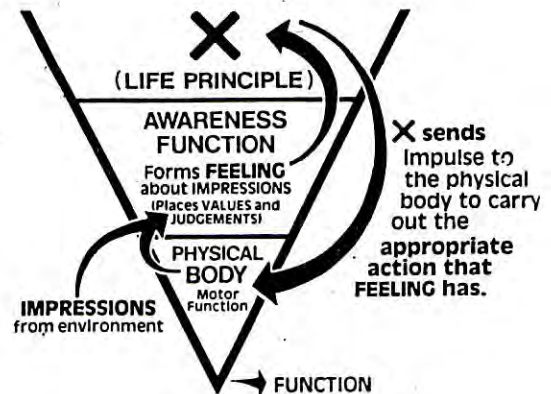 X
(LIFE PRINCIPLE)
AWARENESS
FUNCTION
Forms FEELING
about IMPRESSIONS
(Places VALUES and
JUDGEMENTS)
PHYSICAL
BODY
Motor
Function
IMPRESSIONS
from environment
X sends
Impulse to
the physical
body to carry
out the
appropriate
action that
FEELING has.
FUNCTION